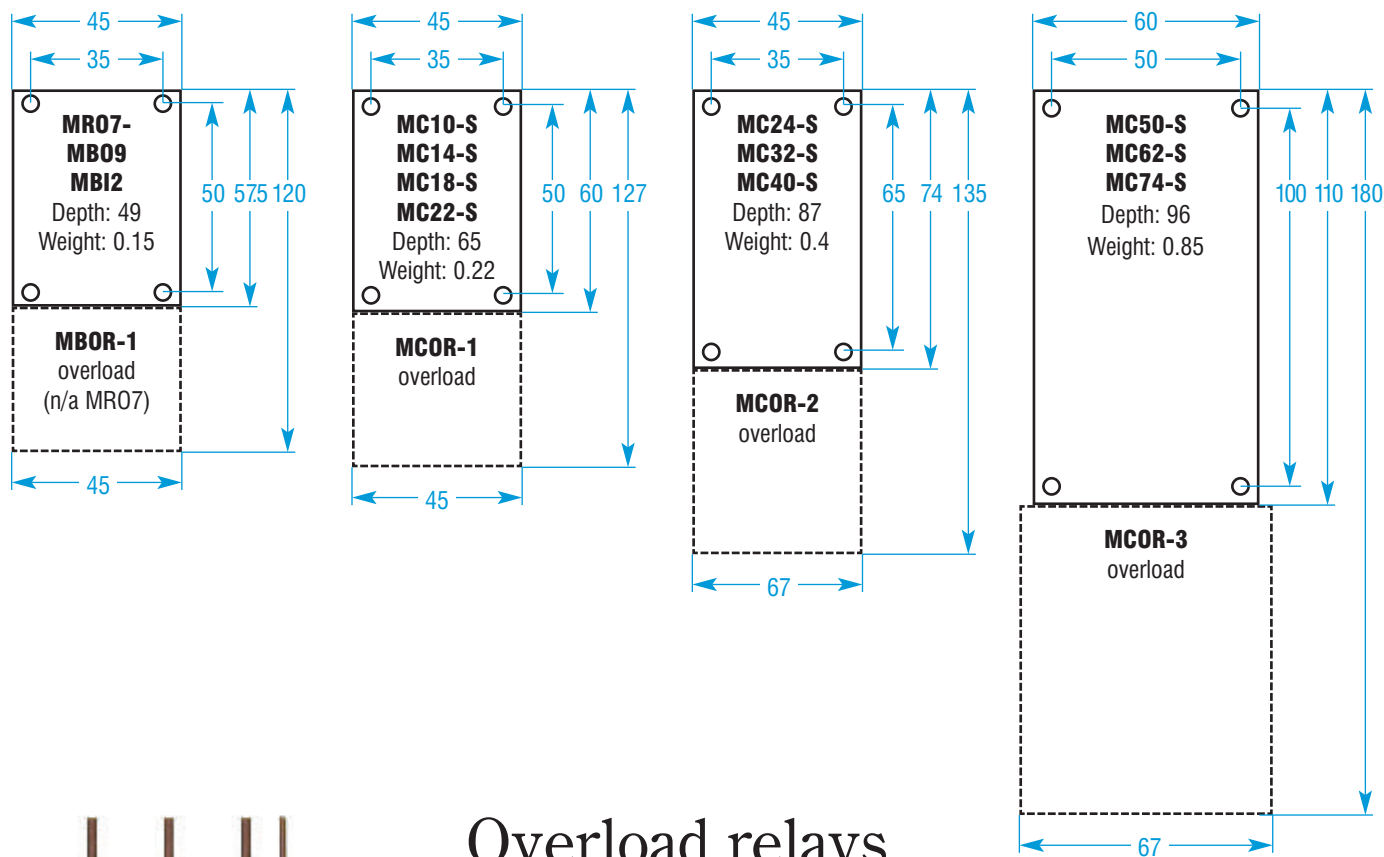 45
35
MR07-
MB09
MBI2
Depth: 49
Weight: 0.15
50 57.5 120
MBOR-1
overload
(n/a MR07)
45
45
35
MC10-S
MC14-S
MC18-S
MC22-S
Depth: 65
Weight: 0.22
50 60 127
MCOR-1
overload
45
45
35
MC24-S
MC32-S
MC40-S
Depth: 87
Weight: 0.4
65 74 135
MCOR-2
overload
67
60
50
MC50-S
MC62-S
MC74-S
Depth: 96
Weight: 0.85
100 110 180
MCOR-3
overload
67
Overload relays